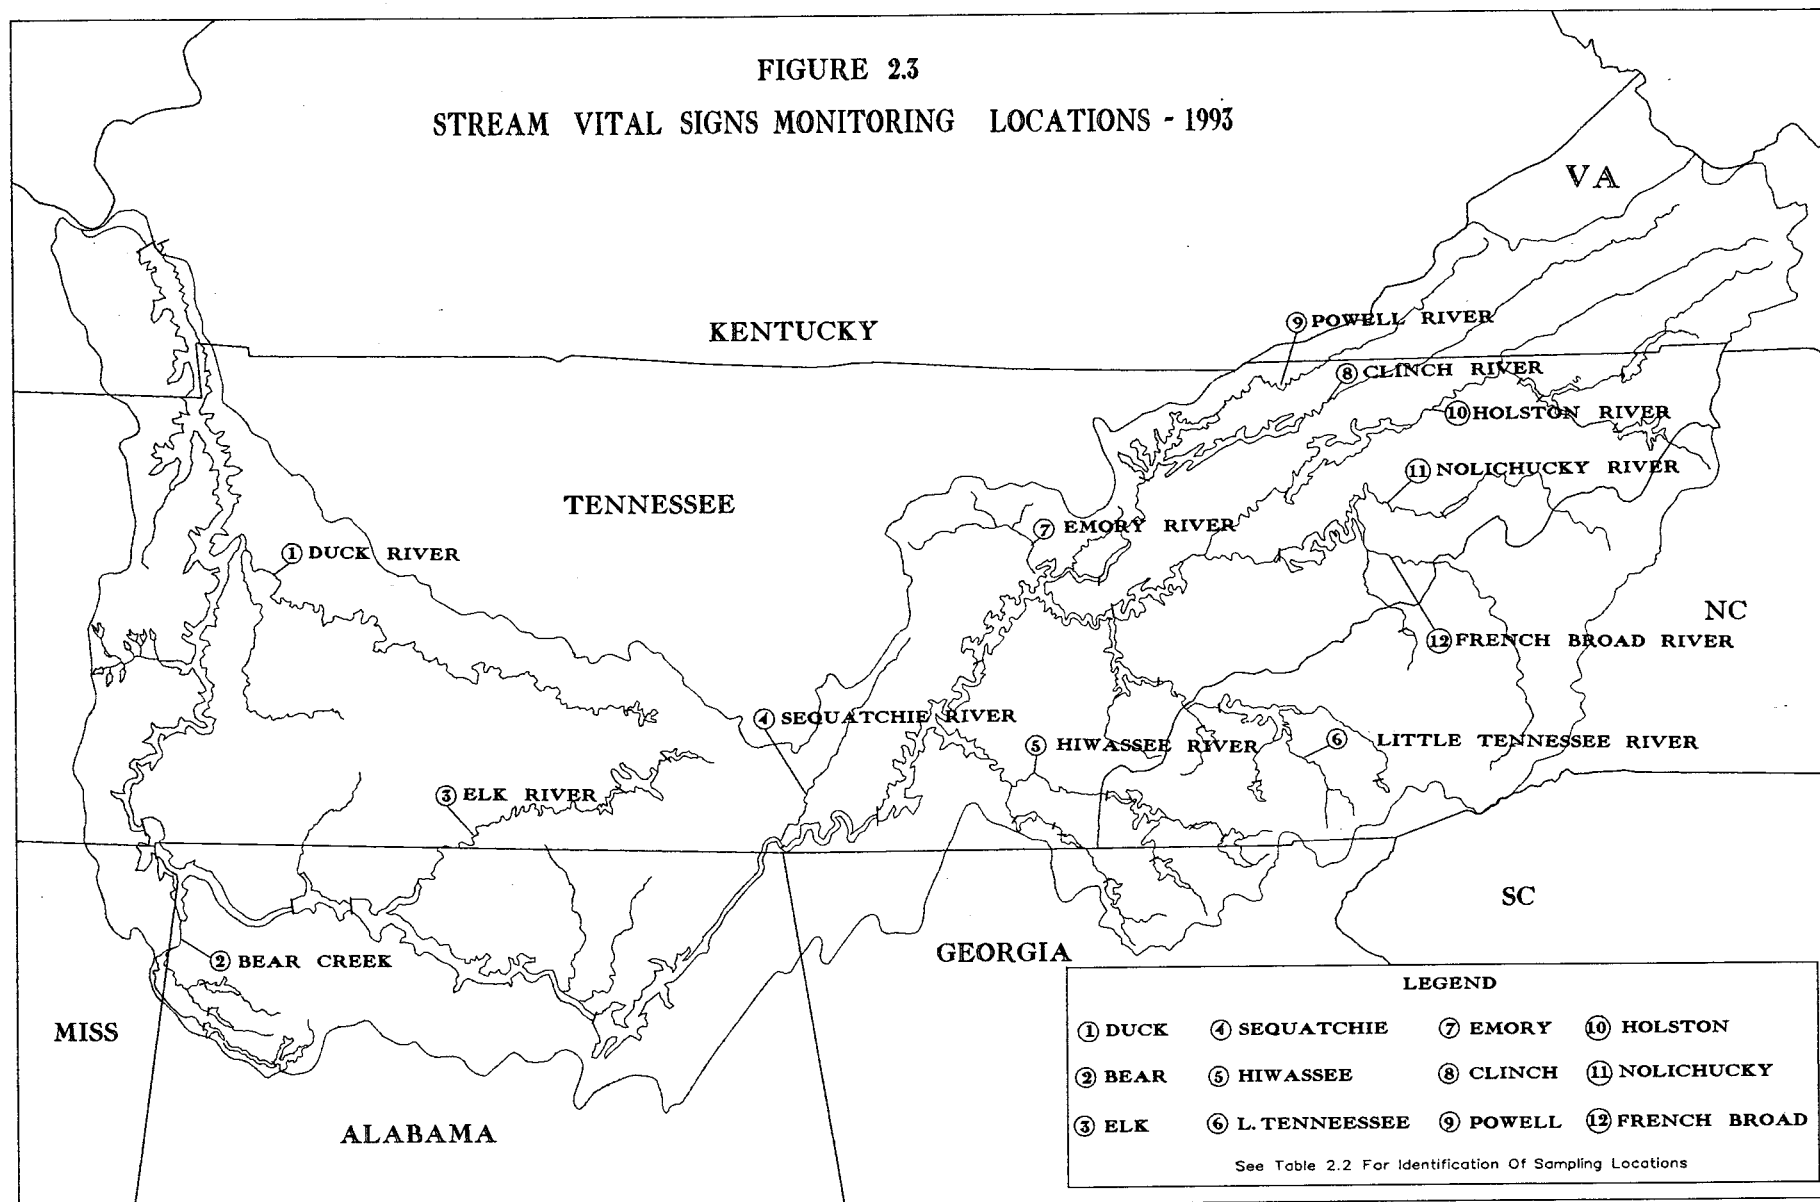 FIGURE 2.3
STREAM VITAL SIGNS MONITORING LOCATIONS - 1993
VA
⑨ POWELL RIVER
KENTUCKY
⑧ CLINCH RIVER
⑩ HOLSTON RIVER
⑪ NOLICHUCKY RIVER
TENNESSEE
⑦ EMORY RIVER
① DUCK RIVER
NC
⑫ FRENCH BROAD RIVER
④ SEQUATCHIE RIVER
⑤ HIWASSEE RIVER
⑥ LITTLE TENNESSEE RIVER
③ ELK RIVER
SC
GEORGIA
② BEAR CREEK
MISS
ALABAMA
LEGEND
① DUCK ④ SEQUATCHIE ⑦ EMORY ⑩ HOLSTON
② BEAR ⑤ HIWASSEE ⑧ CLINCH ⑪ NOLICHUCKY
③ ELK ⑥ L. TENNEESSEE ⑨ POWELL ⑫ FRENCH BROAD
See Table 2.2 For Identification Of Sampling Locations